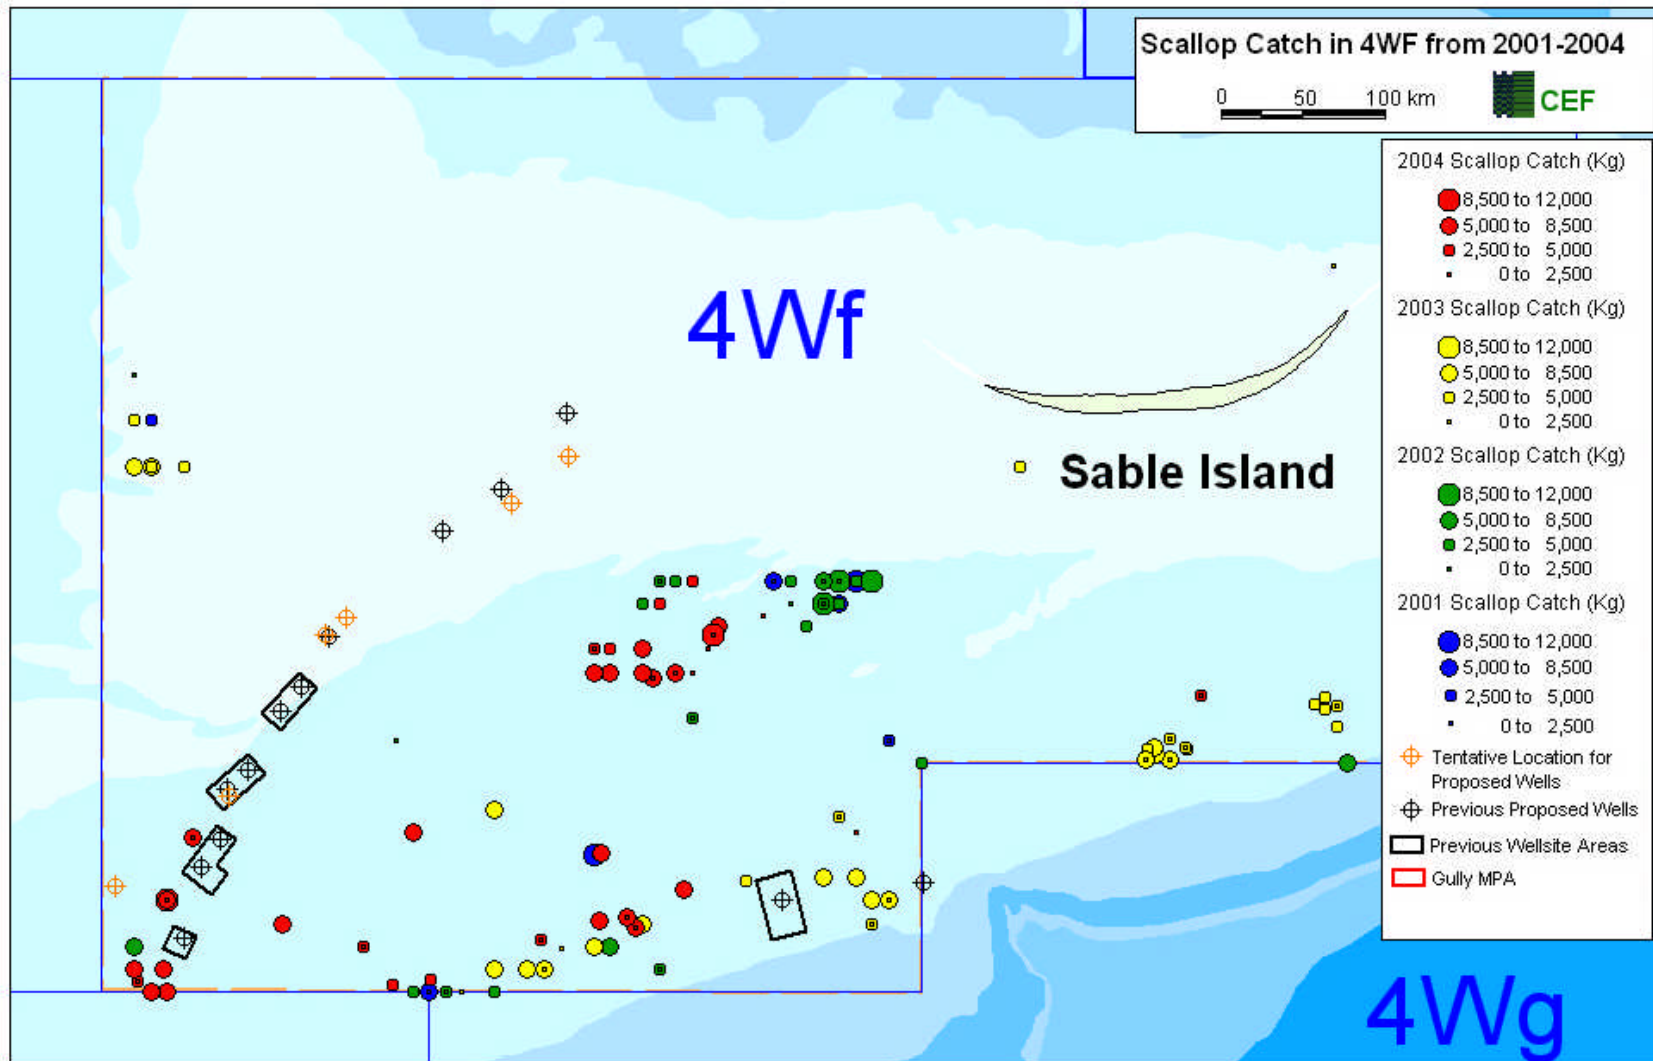 Scallop Catch in 4WF from 2001-2004
0 50 100 km
CEF
2004 Scallop Catch (Kg)
8,500 to 12,000
5,000 to 8,500
2,500 to 5,000
0 to 2,500
2003 Scallop Catch (Kg)
8,500 to 12,000
5,000 to 8,500
2,500 to 5,000
0 to 2,500
2002 Scallop Catch (Kg)
8,500 to 12,000
5,000 to 8,500
2,500 to 5,000
0 to 2,500
2001 Scallop Catch (Kg)
8,500 to 12,000
5,000 to 8,500
2,500 to 5,000
0 to 2,500
Tentative Location for
Proposed Wells
Previous Proposed Wells
Previous Wellsite Areas
Gully MPA
4Wf
Sable Island
4Wg